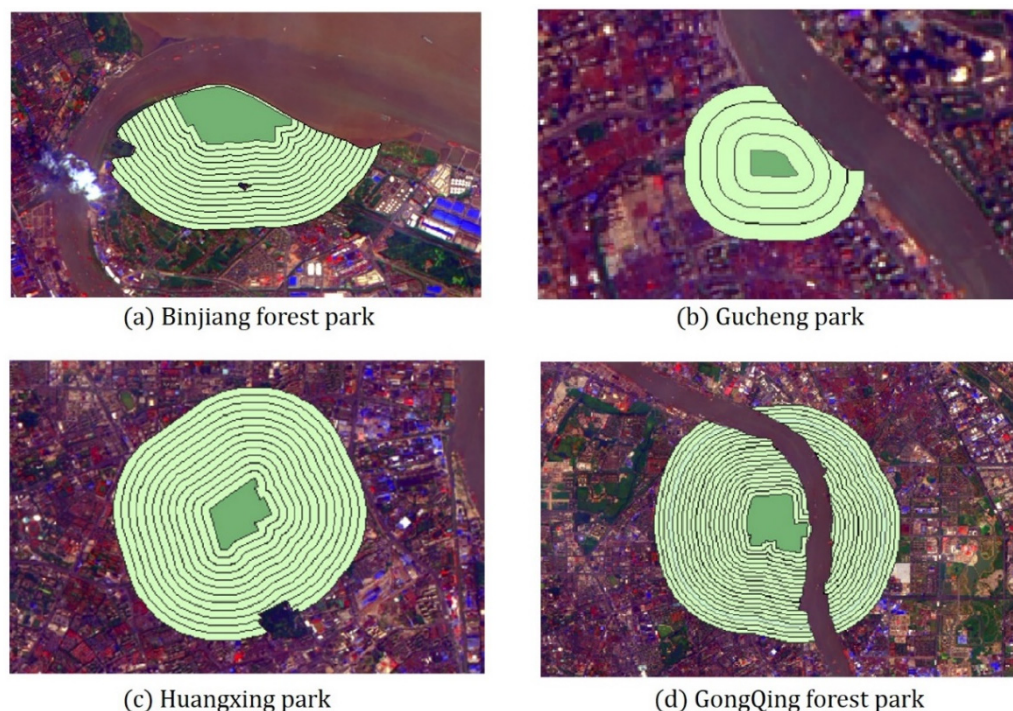 (a) Binjiang forest park
(b) Gucheng park
(c) Huangxing park
(d) GongQing forest park